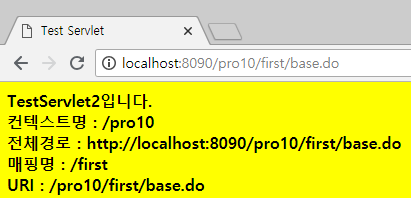 Test Servlet
localhost:8090/pro10/first/base.do
TestServlet2입니다.
컨텍스트명 : /pro10
전체경로 : http://localhost:8090/pro10/first/base.do
매핑명 : /first
URI : /pro10/first/base.do